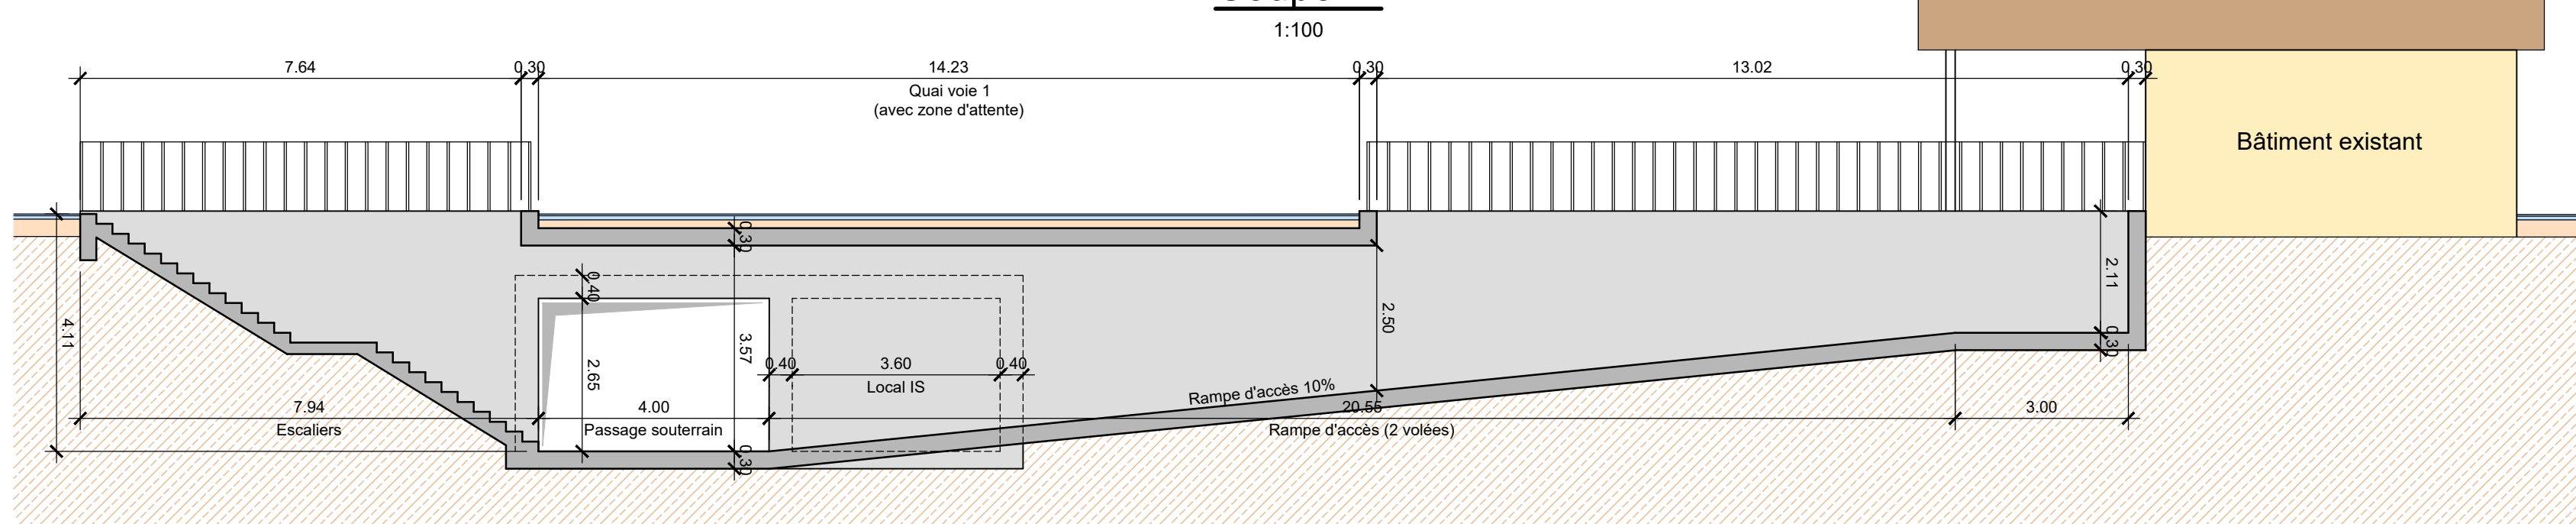 1:100
7.64
0.30
14.23
0.30
13.02
0.30
Quai voie 1
(avec zone d'attente)
Bâtiment existant
0.30
2.11
0.40
4.11
2.50
3.57
0.30
2.65
0.40
3.60
0.40
Local IS
Rampe d'accès 10%
7.94
4.00
20.55
3.00
Escaliers
Passage souterrain
Rampe d'accès (2 volées)
0.30